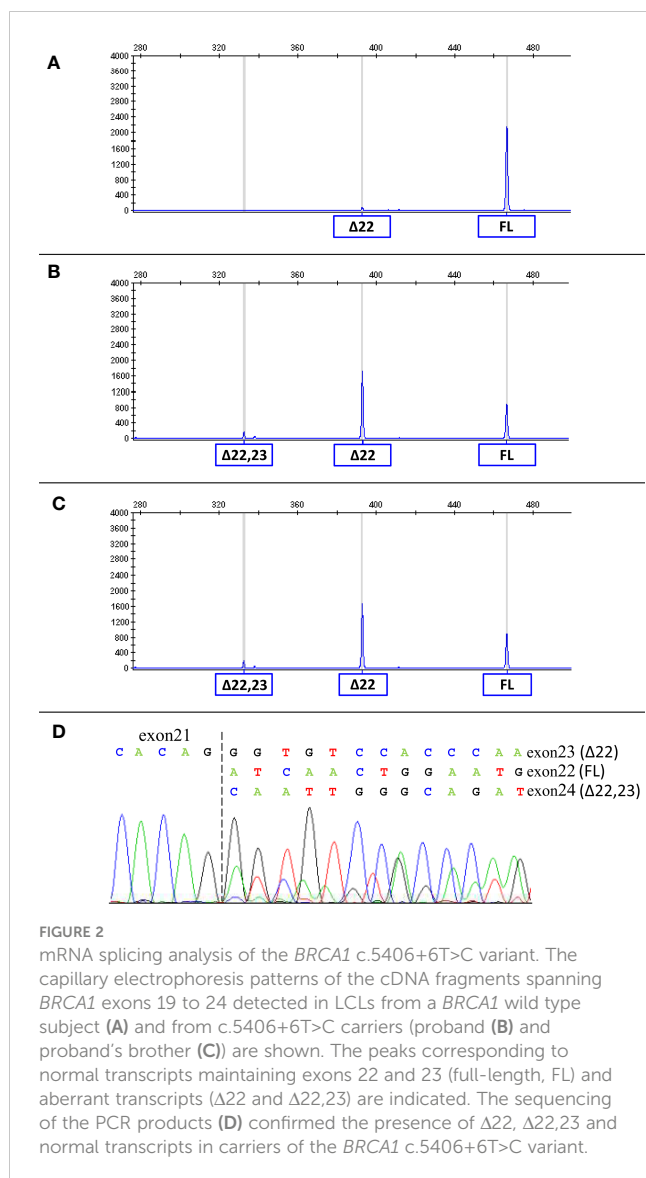 A
280 320 360 400 440 480
4000
3600
3200
2800
2400
2000
1600
1200
800
400
0
Δ22 FL
B
280 320 360 400 440 480
4000
3600
3200
2800
2400
2000
1600
1200
800
400
0
Δ22,23 Δ22 FL
C
280 320 360 400 440 480
4000
3600
3200
2800
2400
2000
1600
1200
800
400
0
Δ22,23 Δ22 FL
D
exon21
C A C A G G G T G T C C A C C C A A exon23 (Δ22)
A T C A A C T G G A A T G exon22 (FL)
C A A T T G G G C A G A T exon24 (Δ22,23)
FIGURE 2
mRNA splicing analysis of the BRCA1 c.5406+6T>C variant. The
capillary electrophoresis patterns of the cDNA fragments spanning
BRCA1 exons 19 to 24 detected in LCLs from a BRCA1 wild type
subject (A) and from c.5406+6T>C carriers (proband (B) and
proband's brother (C)) are shown. The peaks corresponding to
normal transcripts maintaining exons 22 and 23 (full-length, FL) and
aberrant transcripts (Δ22 and Δ22,23) are indicated. The sequencing
of the PCR products (D) confirmed the presence of Δ22, Δ22,23 and
normal transcripts in carriers of the BRCA1 c.5406+6T>C variant.